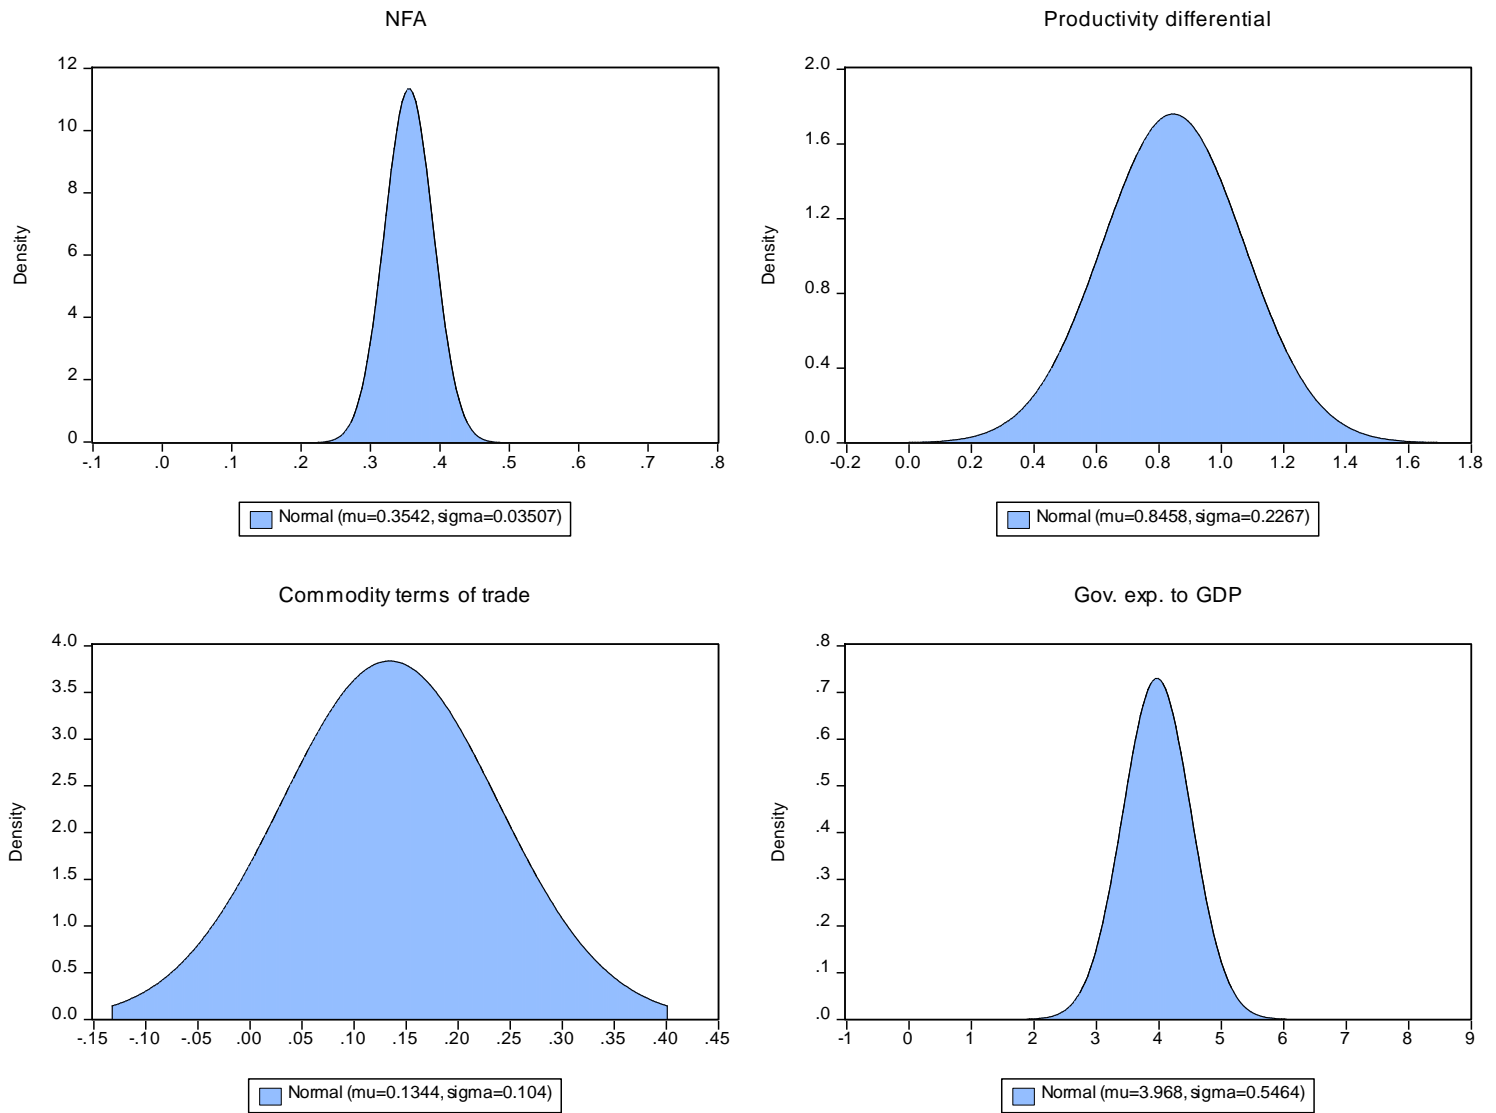 NFA
Density
12
10
8
6
4
2
0
-.1 .0 .1 .2 .3 .4 .5 .6 .7 .8
Normal (mu=0.3542, sigma=0.03507)
Productivity differential
Density
2.0
1.6
1.2
0.8
0.4
0.0
-0.2 0.0 0.2 0.4 0.6 0.8 1.0 1.2 1.4 1.6 1.8
Normal (mu=0.8458, sigma=0.2267)
Commodity terms of trade
Density
4.0
3.5
3.0
2.5
2.0
1.5
1.0
0.5
0.0
-.15 -.10 -.05 .00 .05 .10 .15 .20 .25 .30 .35 .40 .45
Normal (mu=0.1344, sigma=0.104)
Gov. exp. to GDP
Density
.8
.7
.6
.5
.4
.3
.2
.1
.0
-1 0 1 2 3 4 5 6 7 8 9
Normal (mu=3.968, sigma=0.5464)